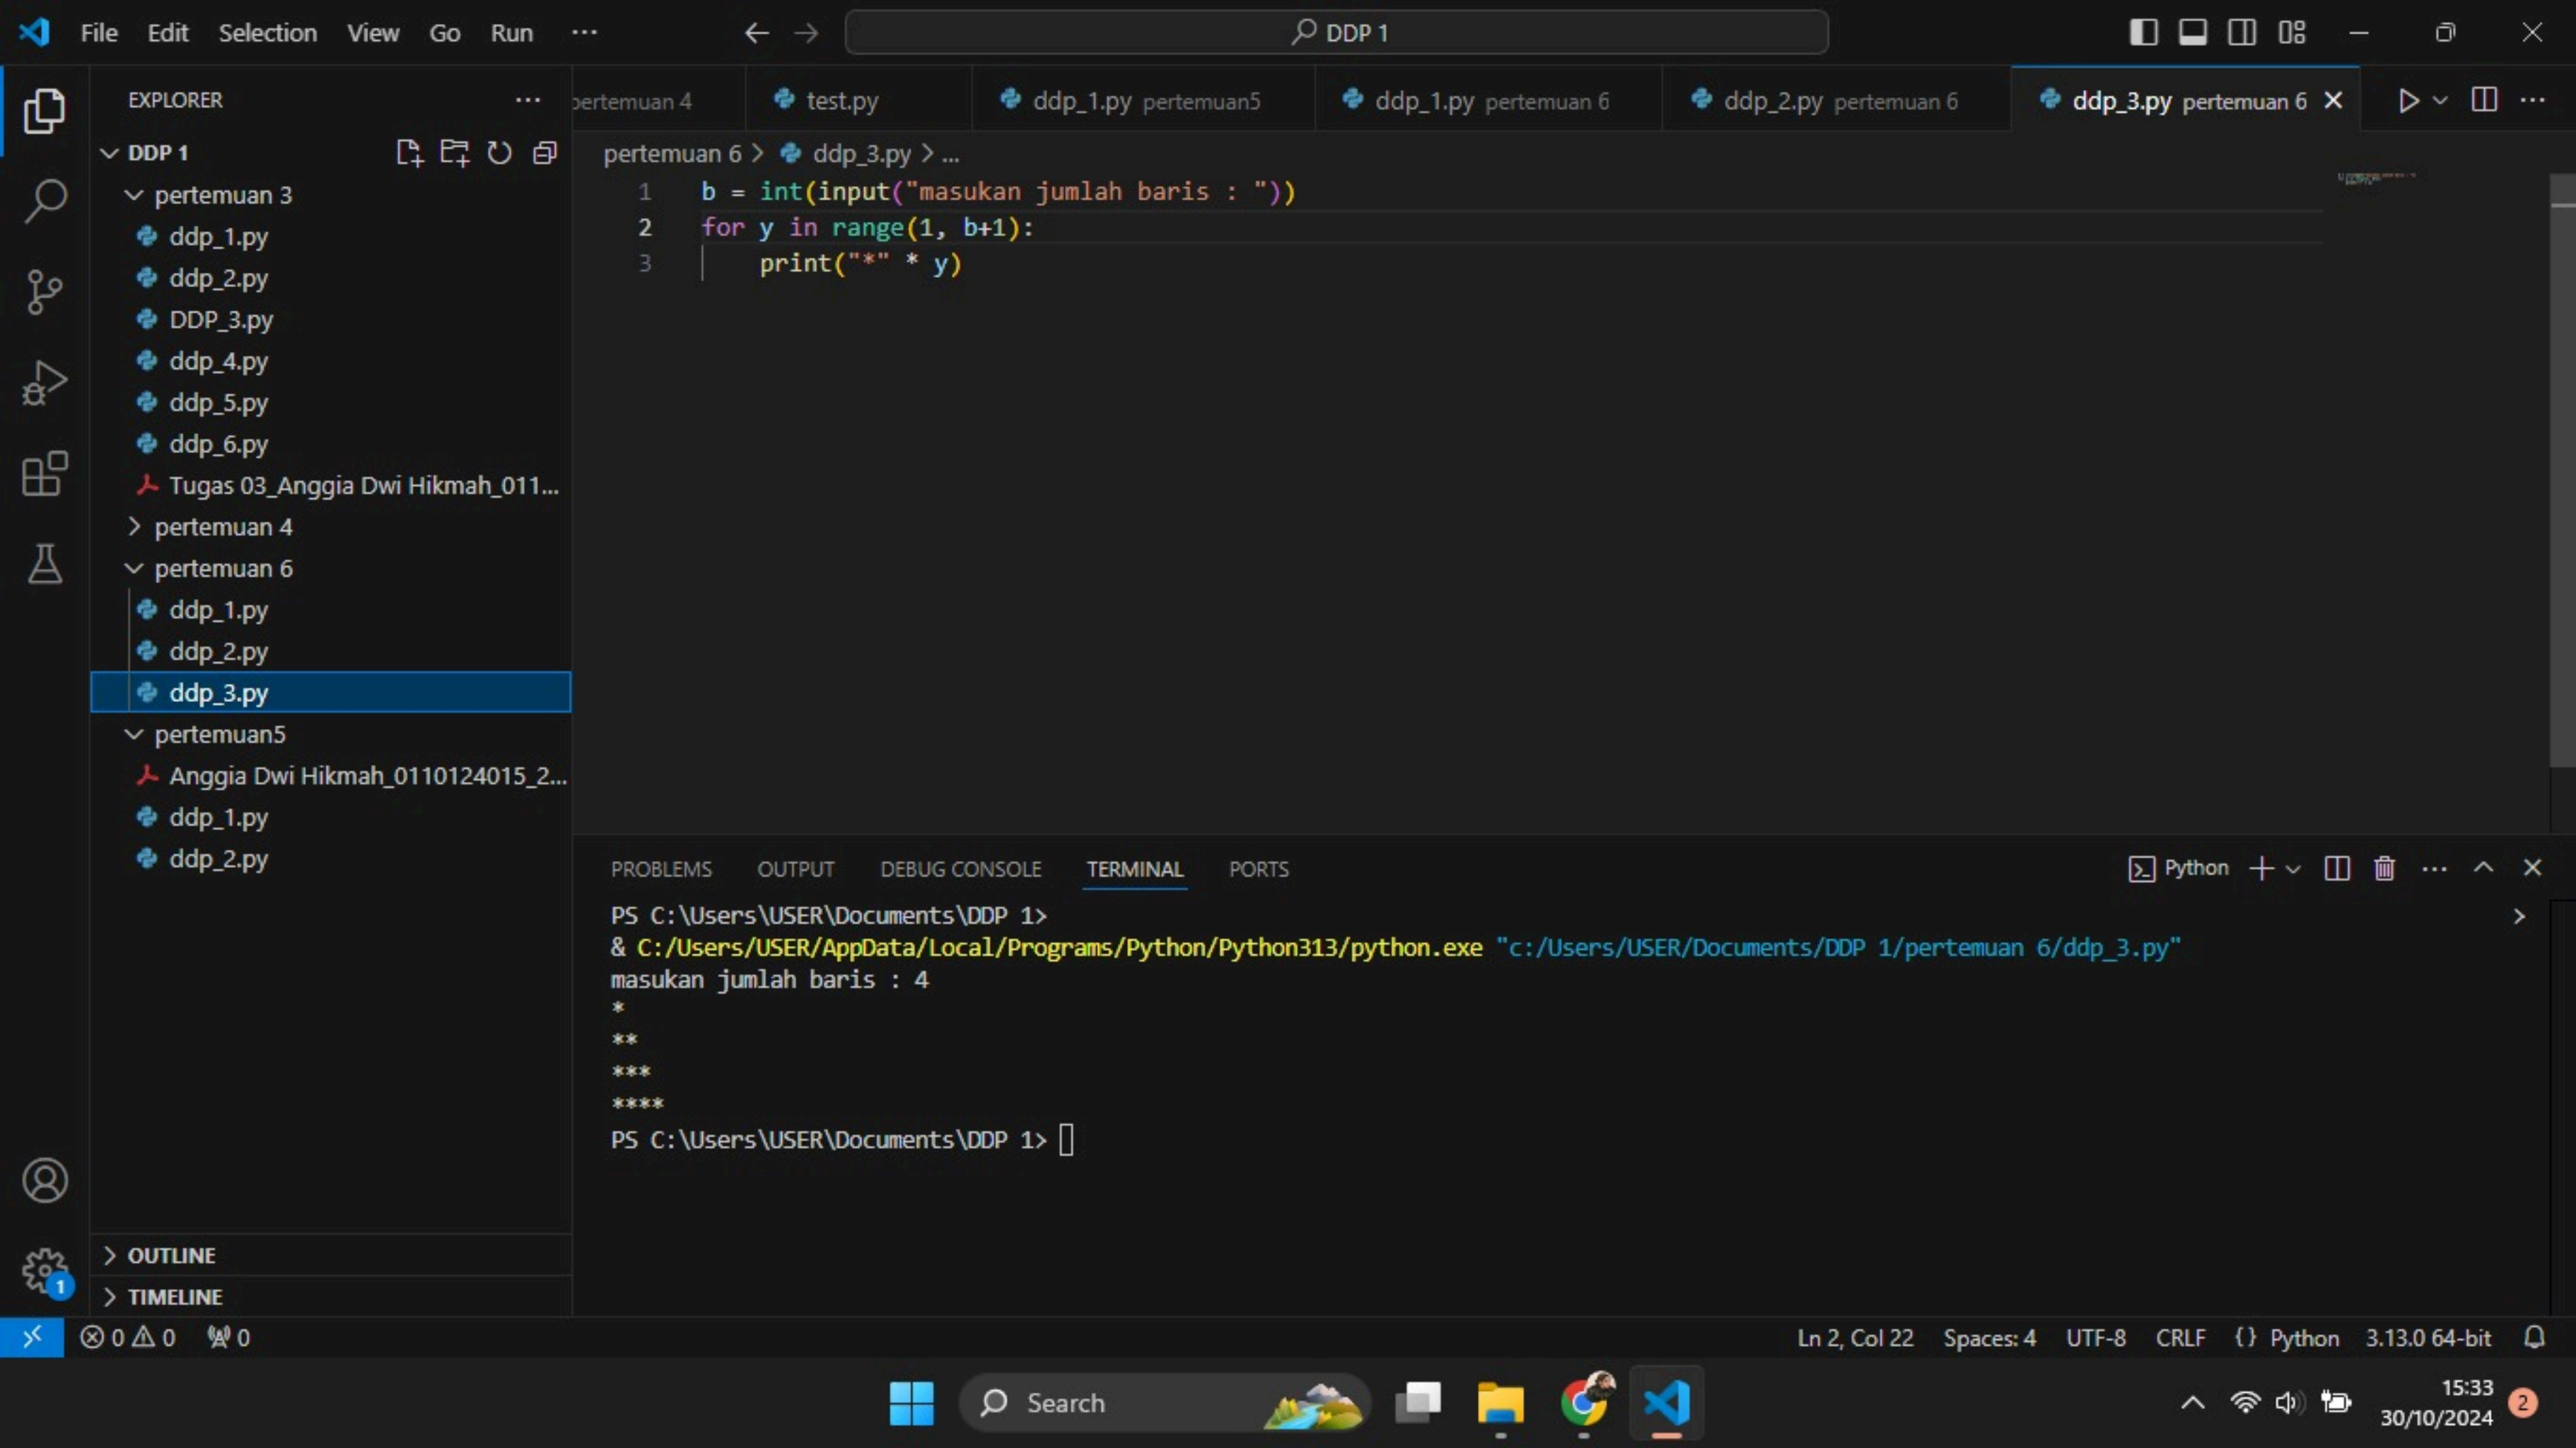 File Edit Selection View Go Run ... DDP 1
EXPLORER
DDP 1
pertemuan 3
ddp_1.py
ddp_2.py
DDP_3.py
ddp_4.py
ddp_5.py
ddp_6.py
Tugas 03_Anggia Dwi Hikmah_011...
pertemuan 4
pertemuan 6
ddp_1.py
ddp_2.py
ddp_3.py
pertemuan5
Anggia Dwi Hikmah_0110124015_2...
ddp_1.py
ddp_2.py
OUTLINE
TIMELINE
pertemuan 4 test.py ddp_1.py pertemuan5 ddp_1.py pertemuan 6 ddp_2.py pertemuan 6 ddp_3.py pertemuan 6
pertemuan 6 > ddp_3.py > ...
1 b = int(input("masukan jumlah baris : "))
2 for y in range(1, b+1):
3 print("*" * y)
PROBLEMS OUTPUT DEBUG CONSOLE TERMINAL PORTS Python
PS C:\Users\USER\Documents\DDP 1>
& C:/Users/USER/AppData/Local/Programs/Python/Python313/python.exe "c:/Users/USER/Documents/DDP 1/pertemuan 6/ddp_3.py"
masukan jumlah baris : 4
*
**
***
****
PS C:\Users\USER\Documents\DDP 1>
1
0 0 0 Ln 2, Col 22 Spaces: 4 UTF-8 CRLF {} Python 3.13.0 64-bit
Search 15:33
30/10/2024 2